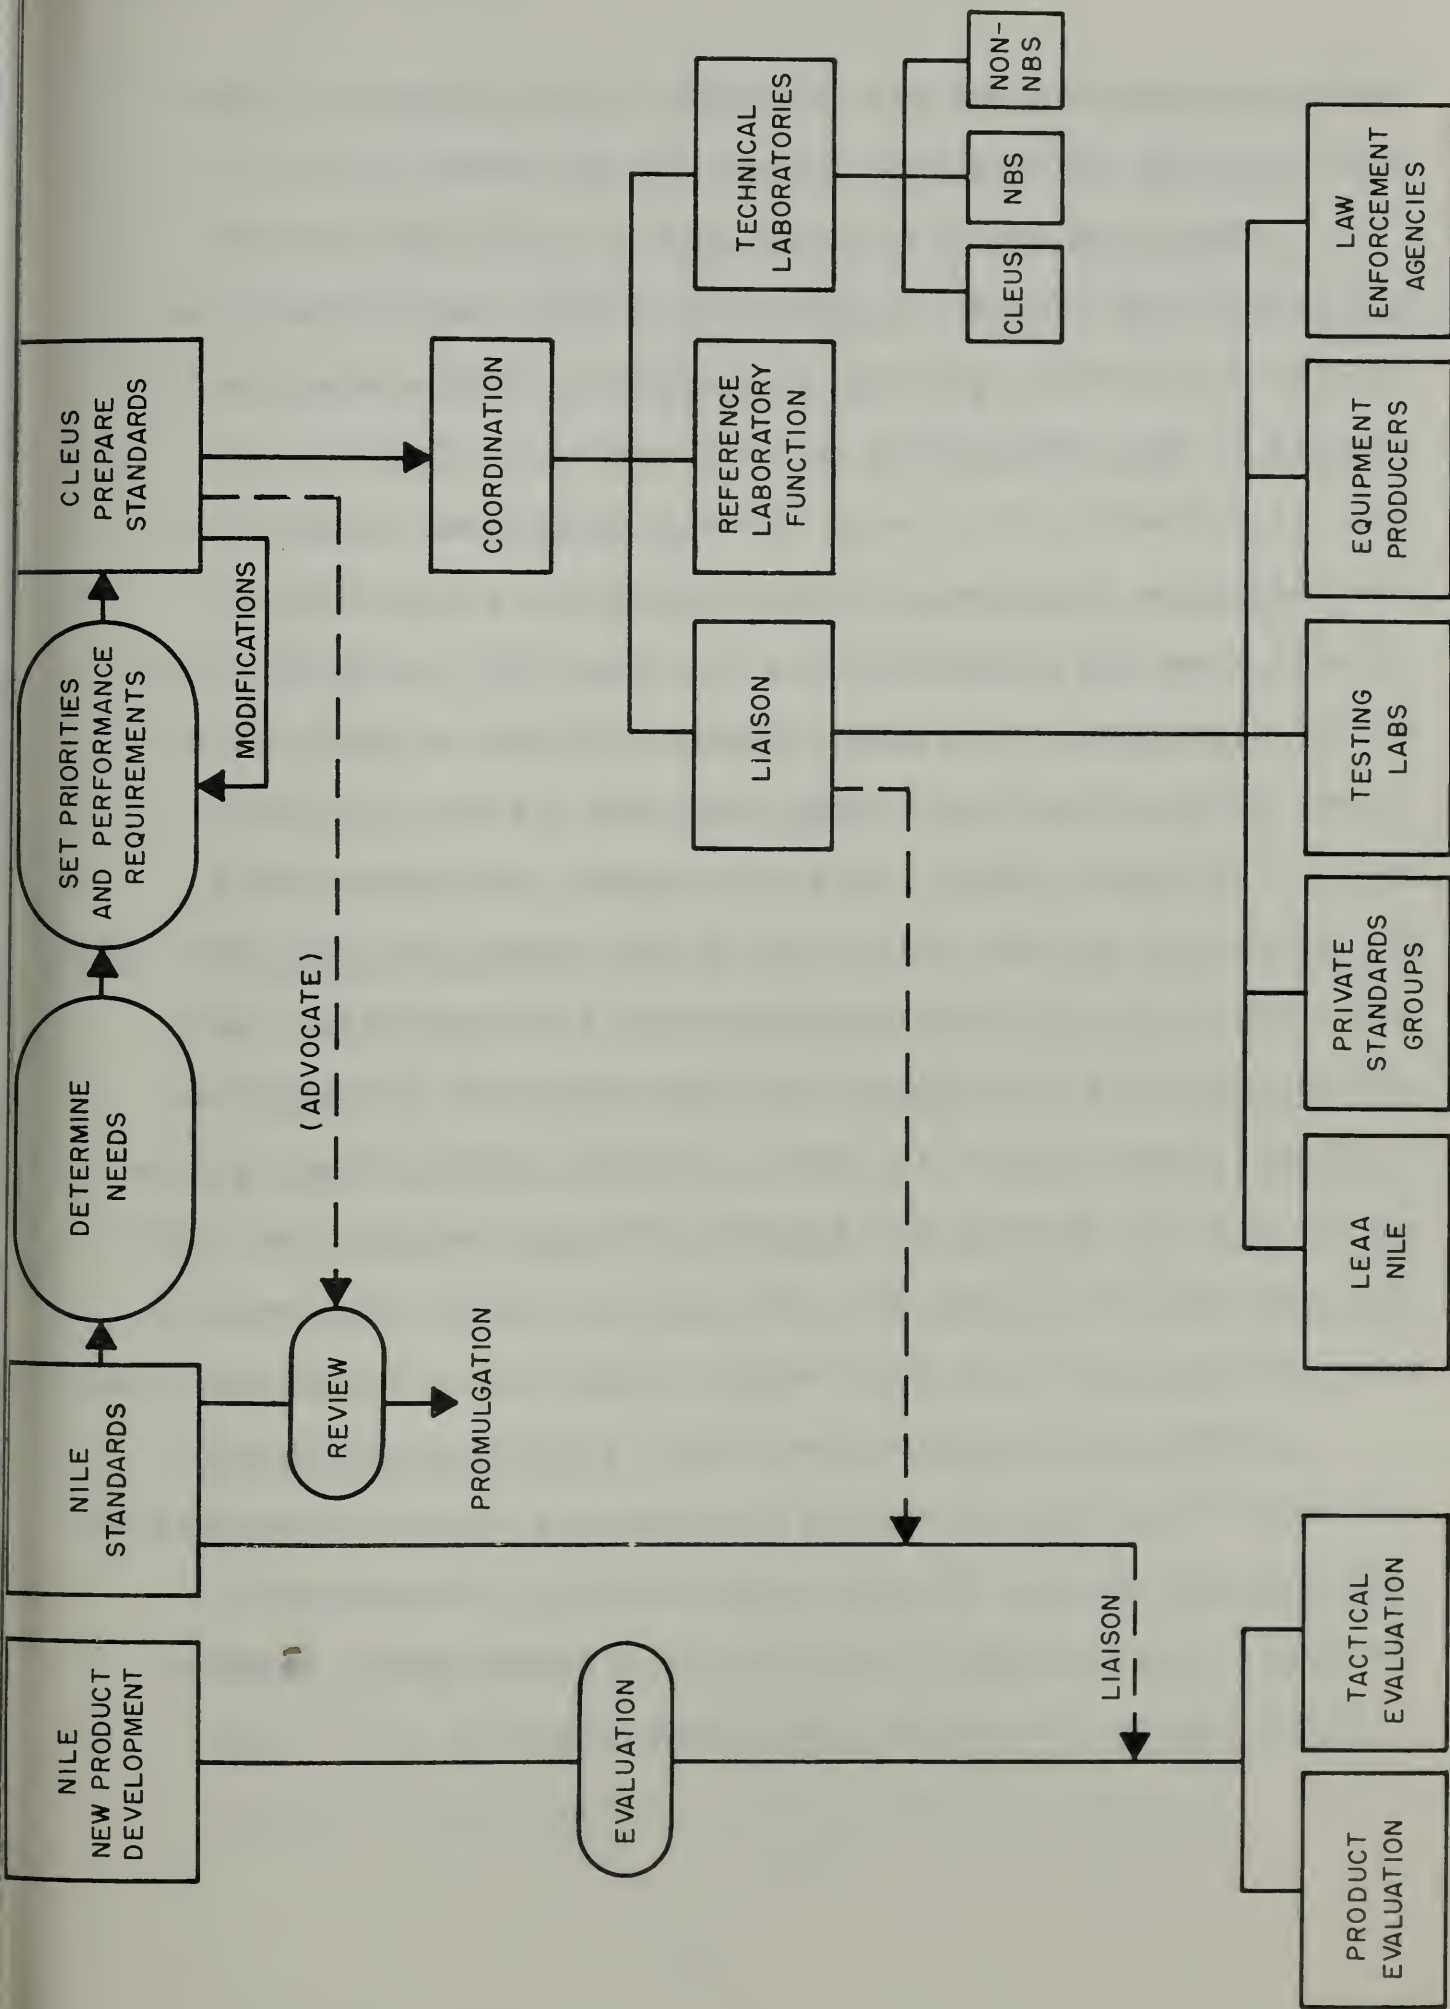 NILE
NEW PRODUCT
DEVELOPMENT
NILE
STANDARDS
DETERMINE
NEEDS
SET PRIORITIES
AND PERFORMANCE
REQUIREMENTS
CLEUS
PREPARE
STANDARDS
MODIFICATIONS
(ADVOCATE)
REVIEW
PROMULGATION
COORDINATION
EVALUATION
LIAISON
REFERENCE
LABORATORY
FUNCTION
TECHNICAL
LABORATORIES
CLEUS
NBS
NON-
NBS
LIAISON
PRODUCT
EVALUATION
TACTICAL
EVALUATION
LEAA
NILE
PRIVATE
STANDARDS
GROUPS
TESTING
LABS
EQUIPMENT
PRODUCERS
LAW
ENFORCEMENT
AGENCIES